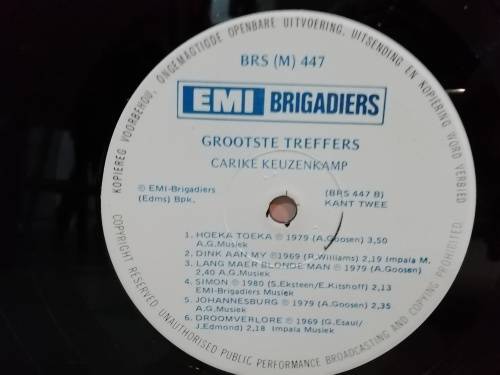 KOPIEREG VOORBEHOU, ONGEMAGTIGDE OPENBARE UITVOERING, UITSENDING EN KOPIERING WORD VERBIED
BRS (M) 447
EMI BRIGADIERS
GROOTSTE TREFFERS
CARIKE KEUZENKAMP
© EMI-Brigadiers
(Edms) Bpk.
(BRS 447 B)
KANT TWEE
1. HOEKA TOEKA ℗ 1979 (A.Goosen) 3,50
A.G.Musiek
2. DINK AAN MY ℗1969 (R.Williams) 2,19 Impala M.
3. LANG MAER BLONDE MAN ℗ 1979 (A.Goosen)
2,40 A.G.Musiek
4. SIMON ℗ 1980 (S.Eksteen/E.Kitshoff) 2,13
EMI-Brigadiers Musiek
5. JOHANNESBURG ℗ 1979 (A.Goosen) 2,35
A.G.Musiek
6. DROOMVERLORE ℗ 1969 (G.Esaul/
J.Edmond) 2,18 Impala Musiek
COPYRIGHT RESERVED UNAUTHORISED PUBLIC PERFORMANCE BROADCASTING AND COPYING PROHIBITED